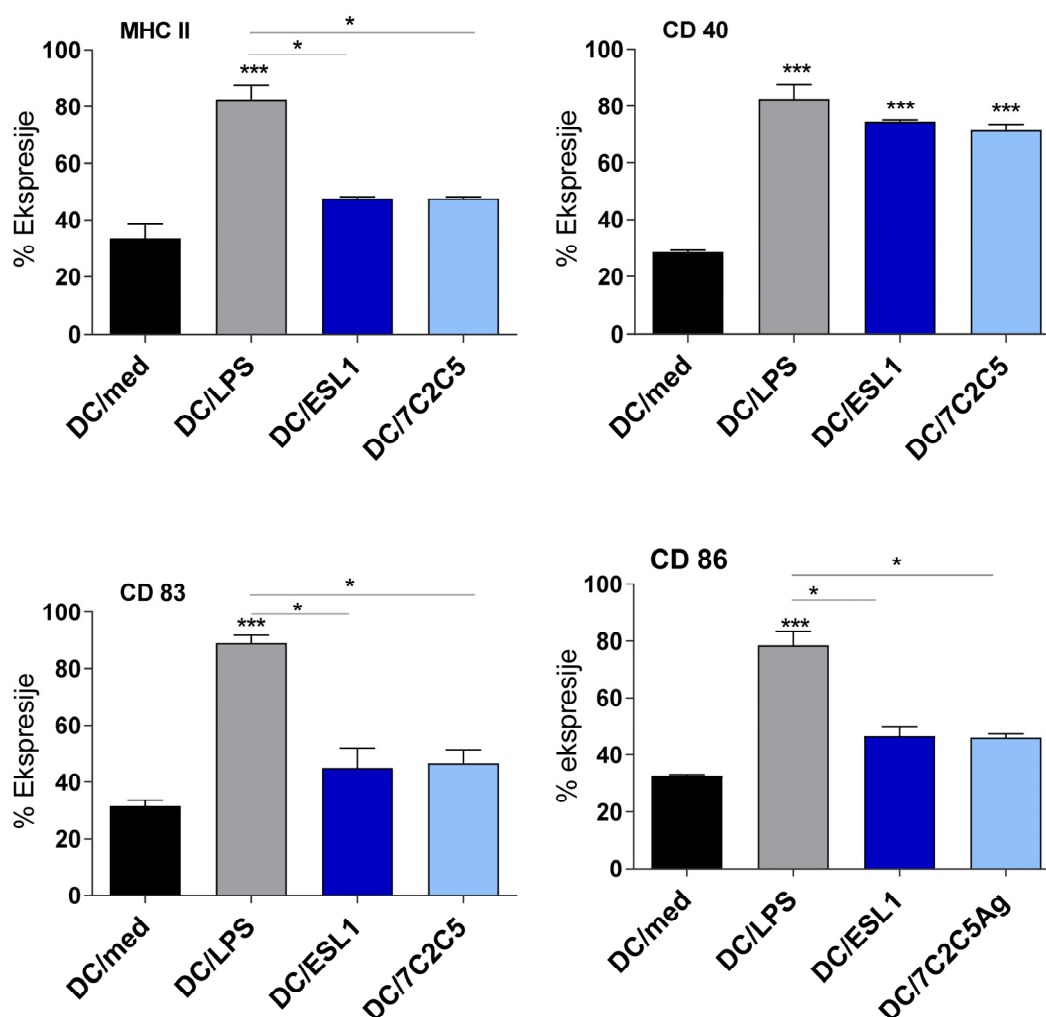 MHC II
*
*
***
% Ekspresije
100
80
60
40
20
0
DC/med
DC/LPS
DC/ESL1
DC/7C2C5
CD 40
***
***
***
% Ekspresije
100
80
60
40
20
0
DC/med
DC/LPS
DC/ESL1
DC/7C2C5
CD 83
*
*
***
% Ekspresije
100
80
60
40
20
0
DC/med
DC/LPS
DC/ESL1
DC/7C2C5
CD 86
*
*
***
% ekspresije
100
80
60
40
20
0
DC/med
DC/LPS
DC/ESL1
DC/7C2C5Ag